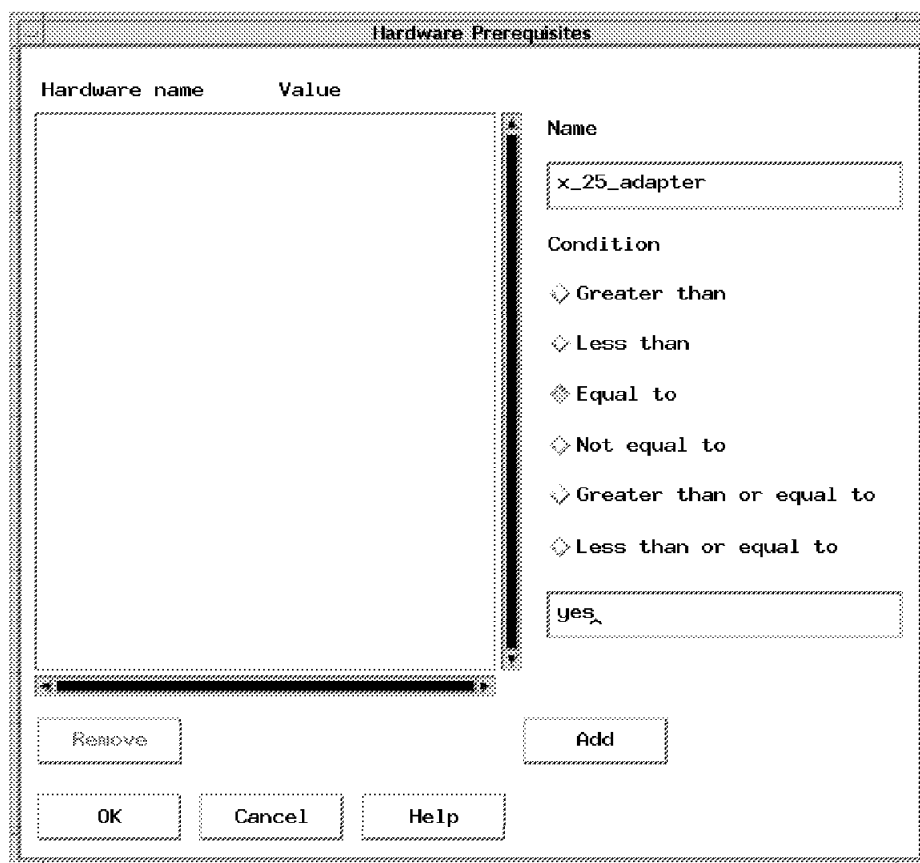 Hardware Prerequisites
Hardware name Value
Name
x_25_adapter
Condition
Greater than
Less than
Equal to
Not equal to
Greater than or equal to
Less than or equal to
yes
Remove
Add
OK
Cancel
Help